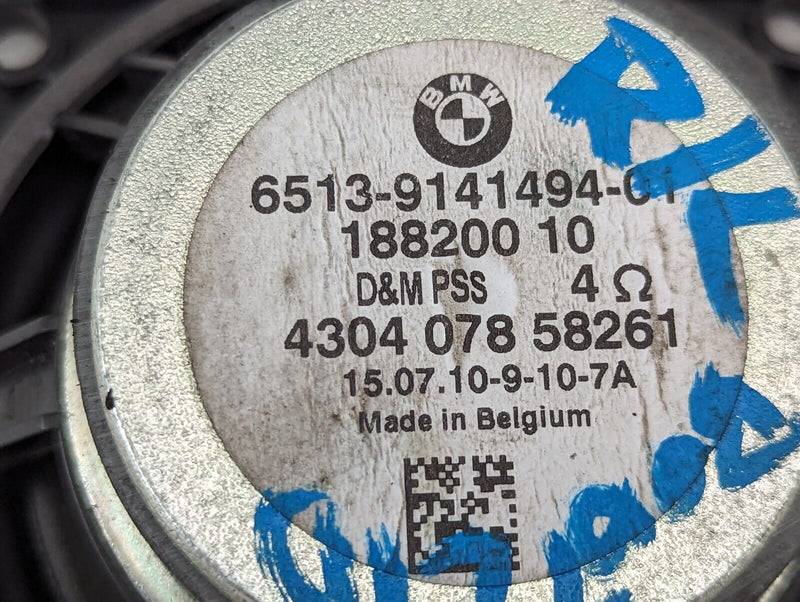 BMW
6513-9141494-01
188200 10
D&M PSS 4 Ω
4304 078 58261
15.07.10-9-10-7A
Made in Belgium